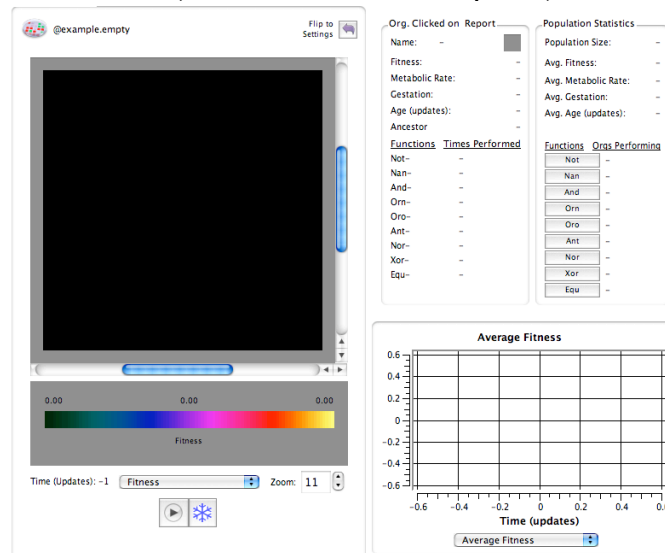 @example.empty
Flip to
Settings
0.00 0.00 0.00
Fitness
Time (Updates): -1 Fitness Zoom: 11
Org. Clicked on Report
Name: -
Fitness: -
Metabolic Rate: -
Gestation: -
Age (updates): -
Ancestor -
Functions Times Performed
Not- -
Nan- -
And- -
Orn- -
Oro- -
Ant- -
Nor- -
Xor- -
Equ- -
Population Statistics
Population Size: -
Avg. Fitness: -
Avg. Metabolic Rate: -
Avg. Gestation: -
Avg. Age (updates): -
Functions Orgs Performing
Not -
Nan -
And -
Orn -
Oro -
Ant -
Nor -
Xor -
Equ -
Average Fitness
0.6
0.4
0.2
0
-0.2
-0.4
-0.6
-0.6 -0.4 -0.2 0 0.2 0.4
Time (updates)
Average Fitness